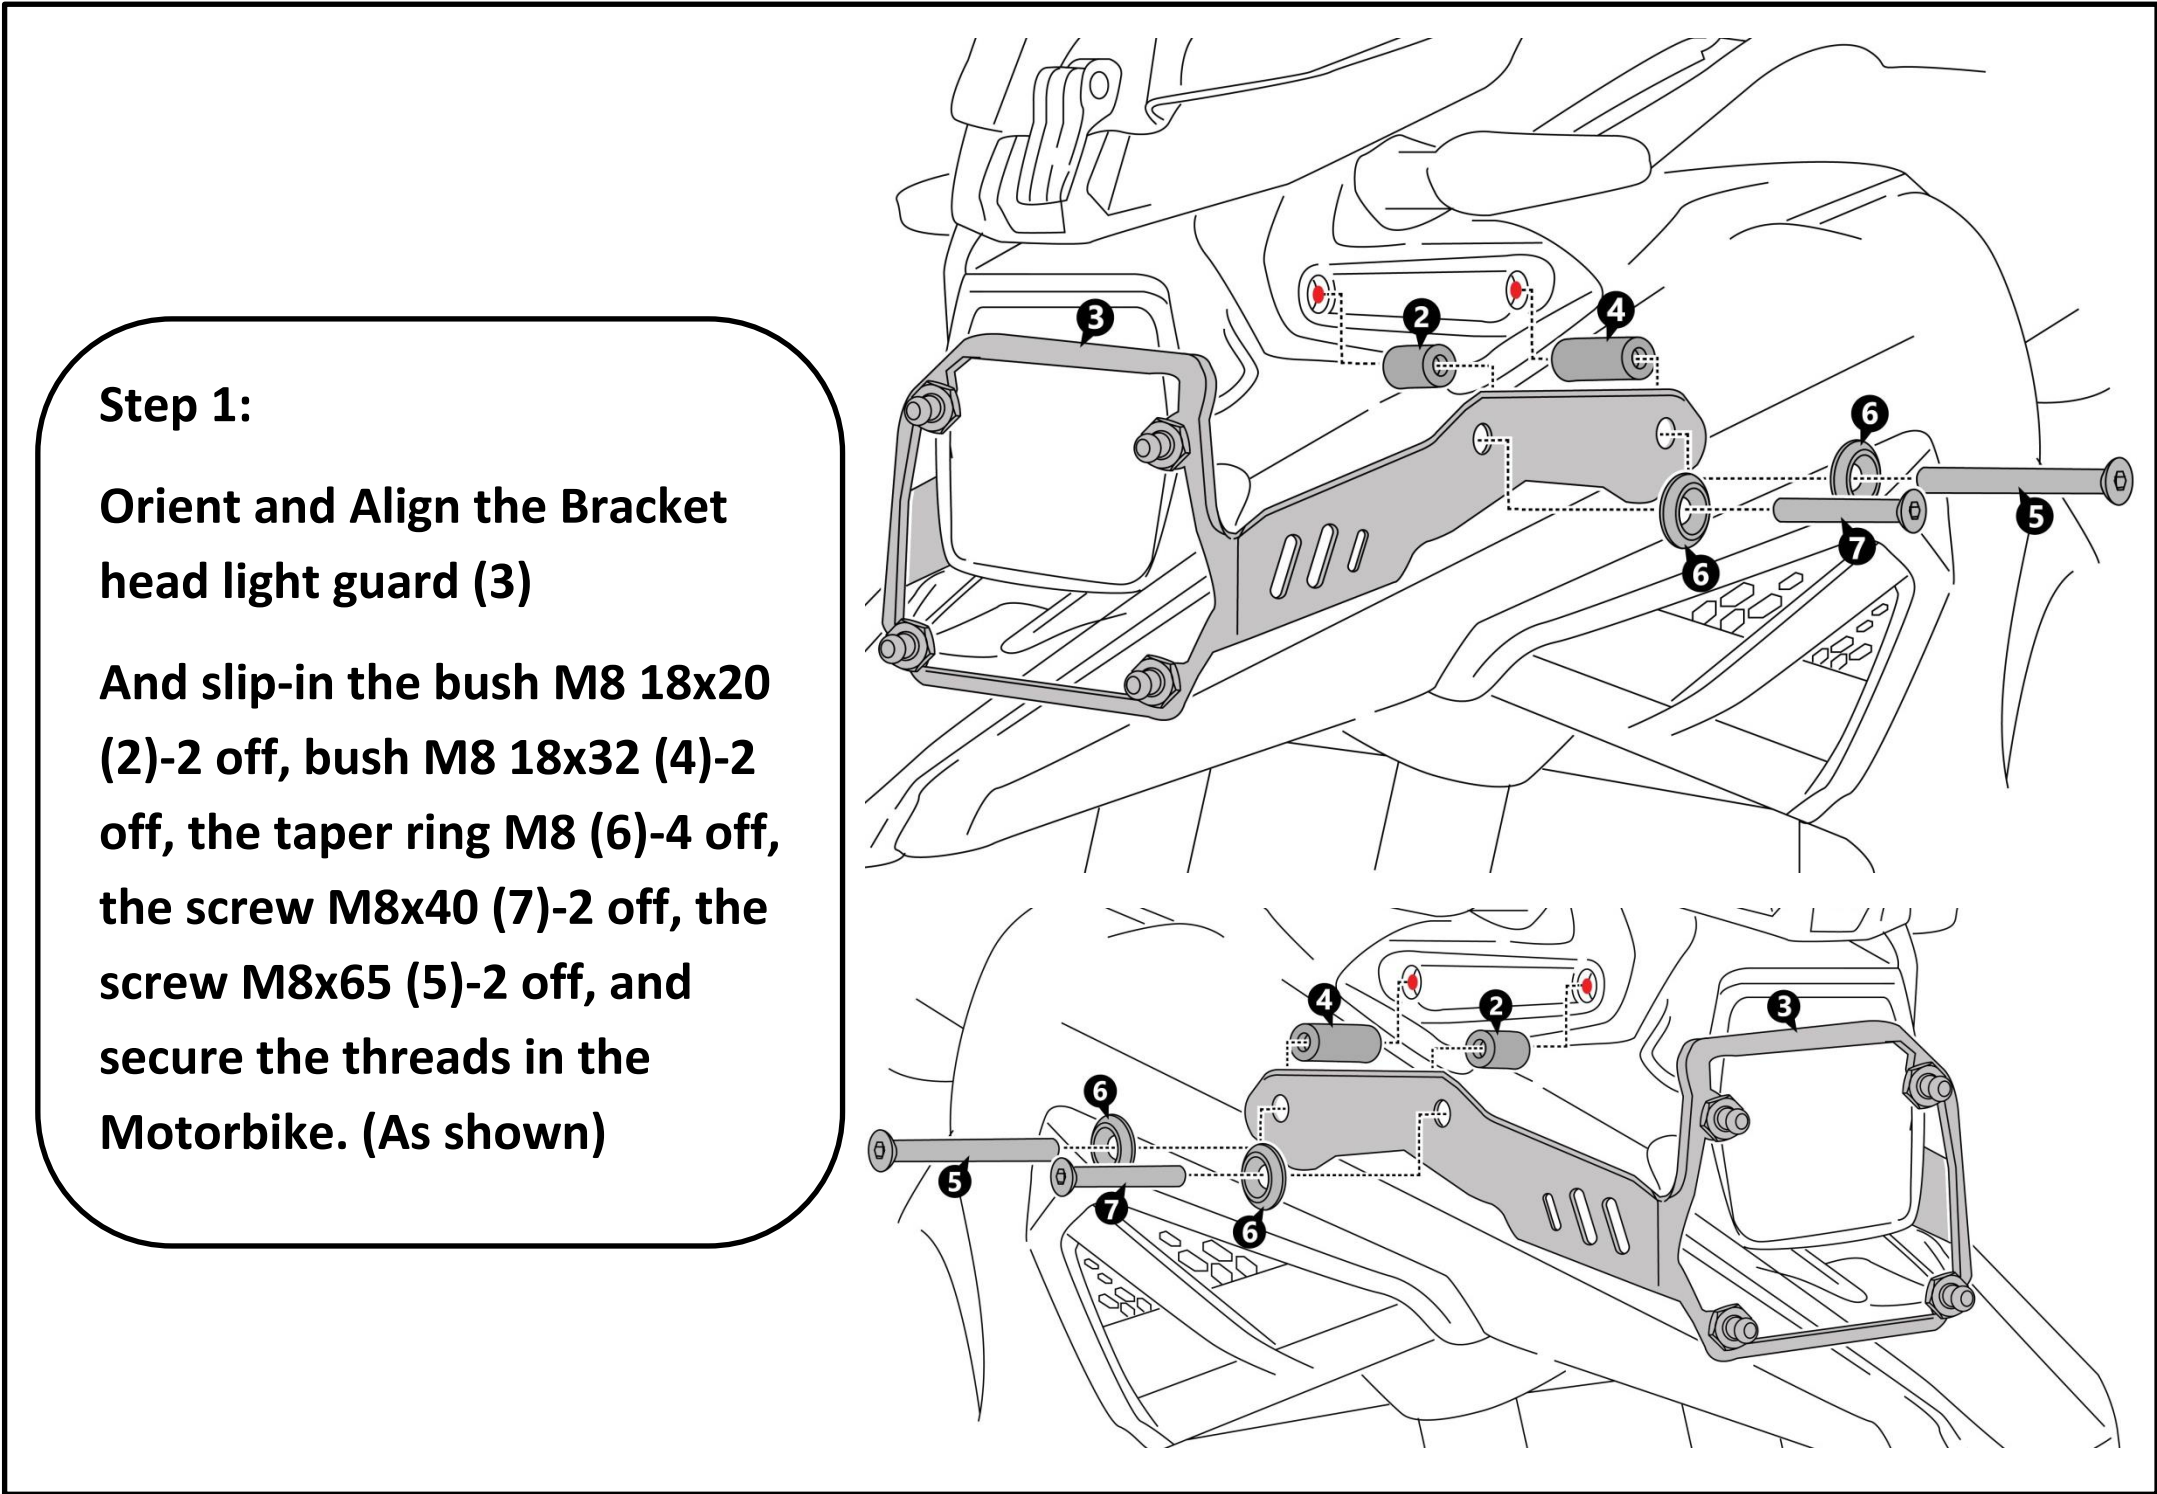 Step 1:
Orient and Align the Bracket
head light guard (3)
And slip-in the bush M8 18x20
(2)-2 off, bush M8 18x32 (4)-2
off, the taper ring M8 (6)-4 off,
the screw M8x40 (7)-2 off, the
screw M8x65 (5)-2 off, and
secure the threads in the
Motorbike. (As shown)
3
2
4
6
5
7
6
4
2
3
6
5
7
6